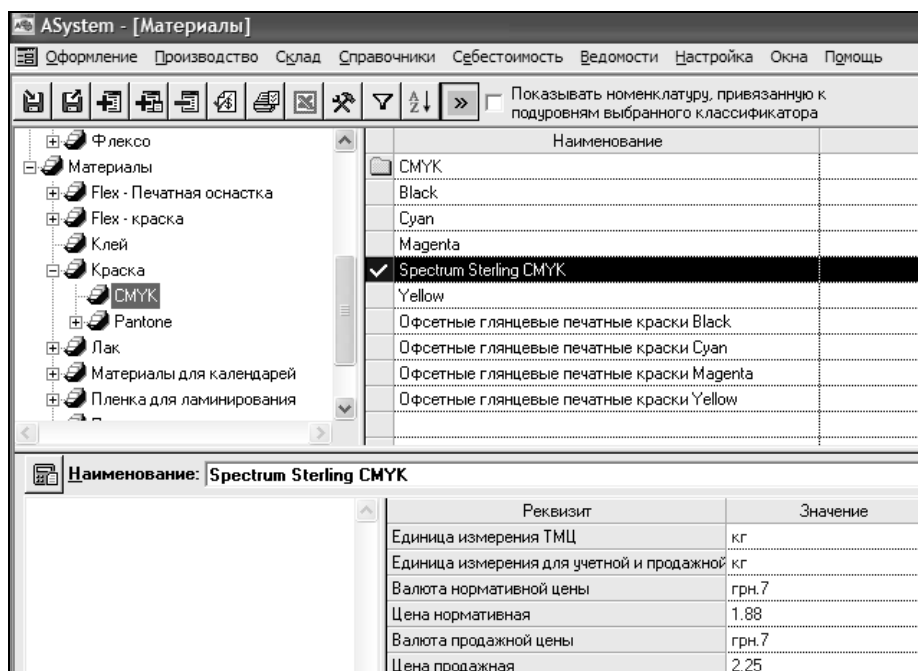 ASystem - [Материалы]
Оформление Производство Склад Справочники Себестоимость Ведомости Настройка Окна Помощь
Показывать номенклатуру, привязанную к
подуровням выбранного классификатора
Флексо
Материалы
Flex - Печатная оснастка
Flex - краска
Клей
Краска
CMYK
Pantone
Лак
Материалы для календарей
Пленка для ламинирования
Наименование
CMYK
Black
Cyan
Magenta
Spectrum Sterling CMYK
Yellow
Офсетные глянцевые печатные краски Black
Офсетные глянцевые печатные краски Cyan
Офсетные глянцевые печатные краски Magenta
Офсетные глянцевые печатные краски Yellow
Наименование: Spectrum Sterling CMYK
Реквизит Значение
Единица измерения ТМЦ кг
Единица измерения для учетной и продажной кг
Валюта нормативной цены грн.7
Цена нормативная 1.88
Валюта продажной цены грн.7
Цена продажная 2.25